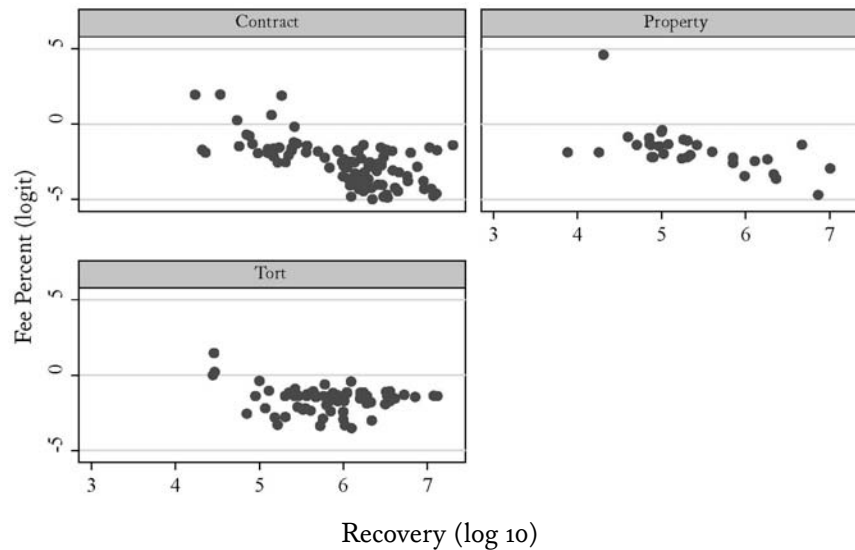 Contract
Property
5
0
-5
3 4 5 6 7
Tort
5
0
-5
3 4 5 6 7
Fee Percent (logit)
Recovery (log 10)